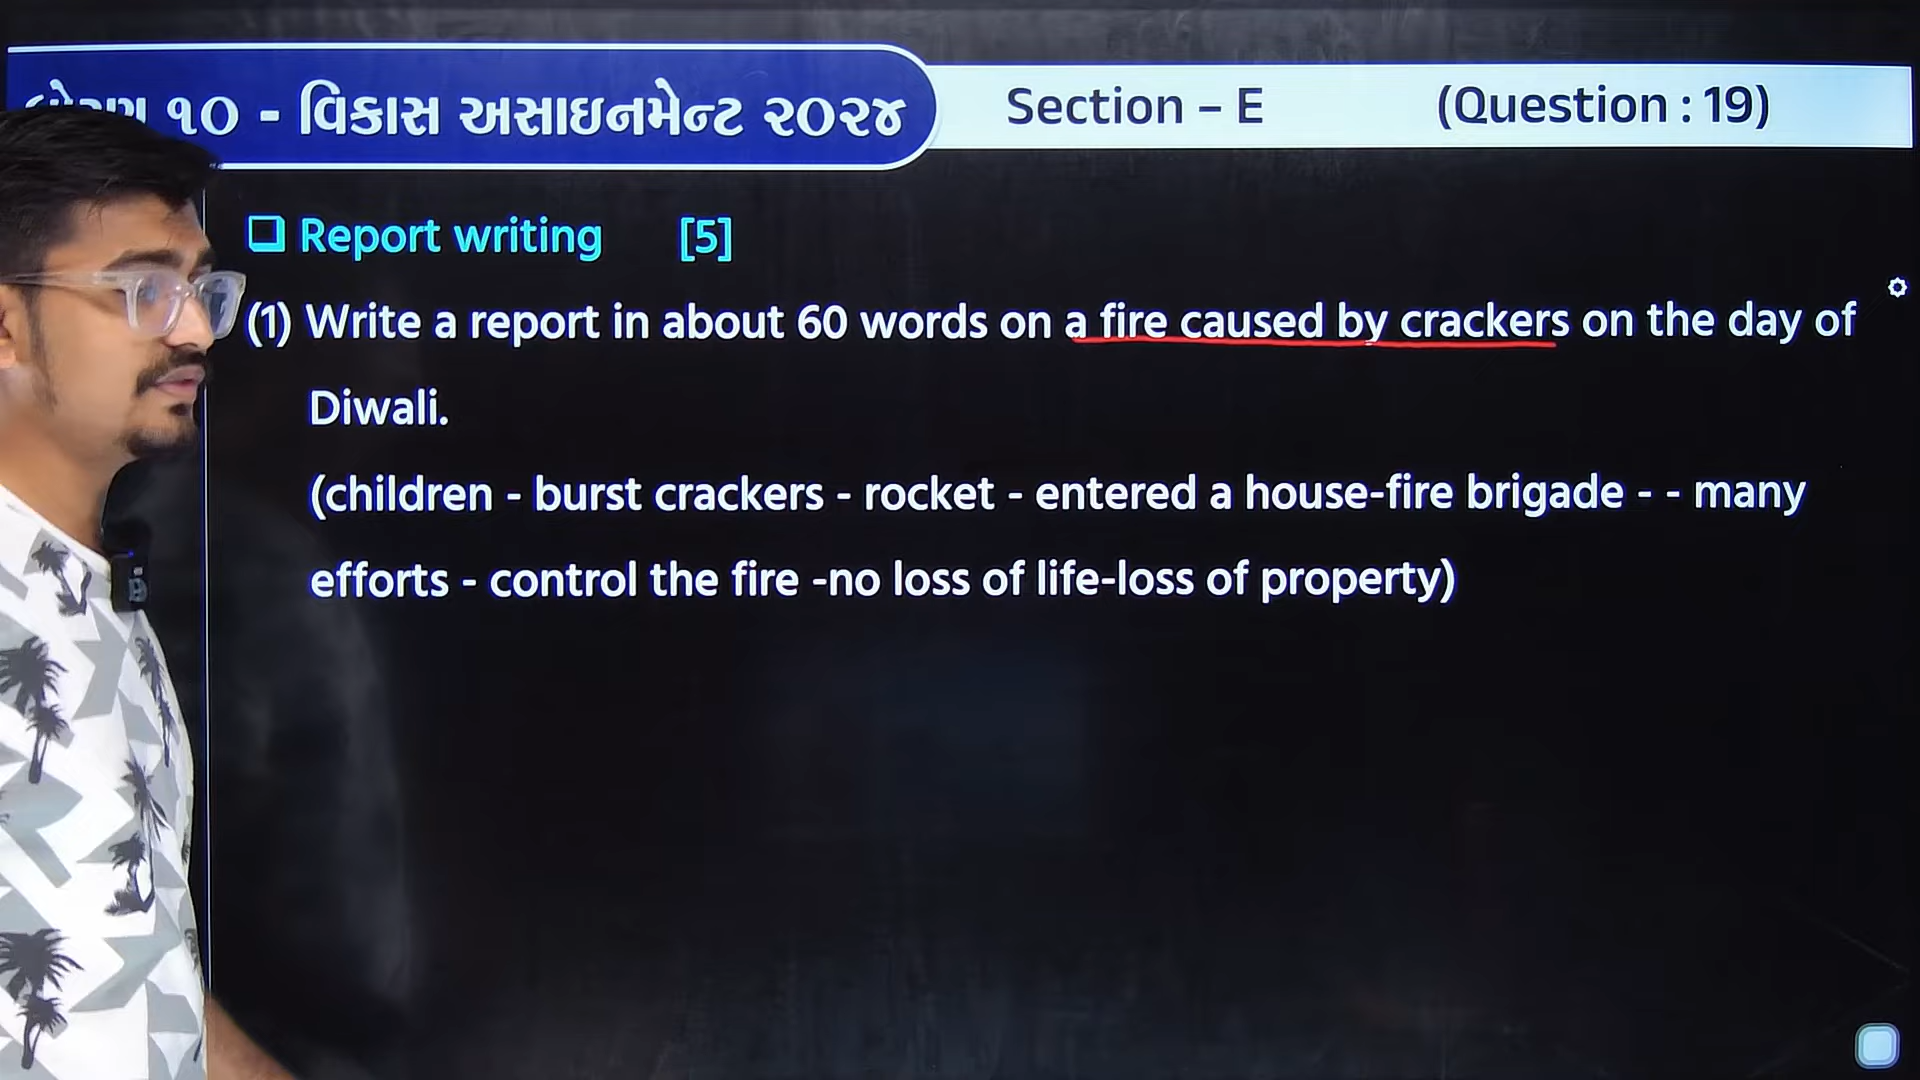 ૧૦ - વિકાસ અસાઇનમેન્ટ ૨૦૨૪
Section – E (Question : 19)
❑ Report writing [5]
(1) Write a report in about 60 words on a fire caused by crackers on the day of
Diwali.
(children - burst crackers - rocket - entered a house-fire brigade - - many
efforts - control the fire -no loss of life-loss of property)